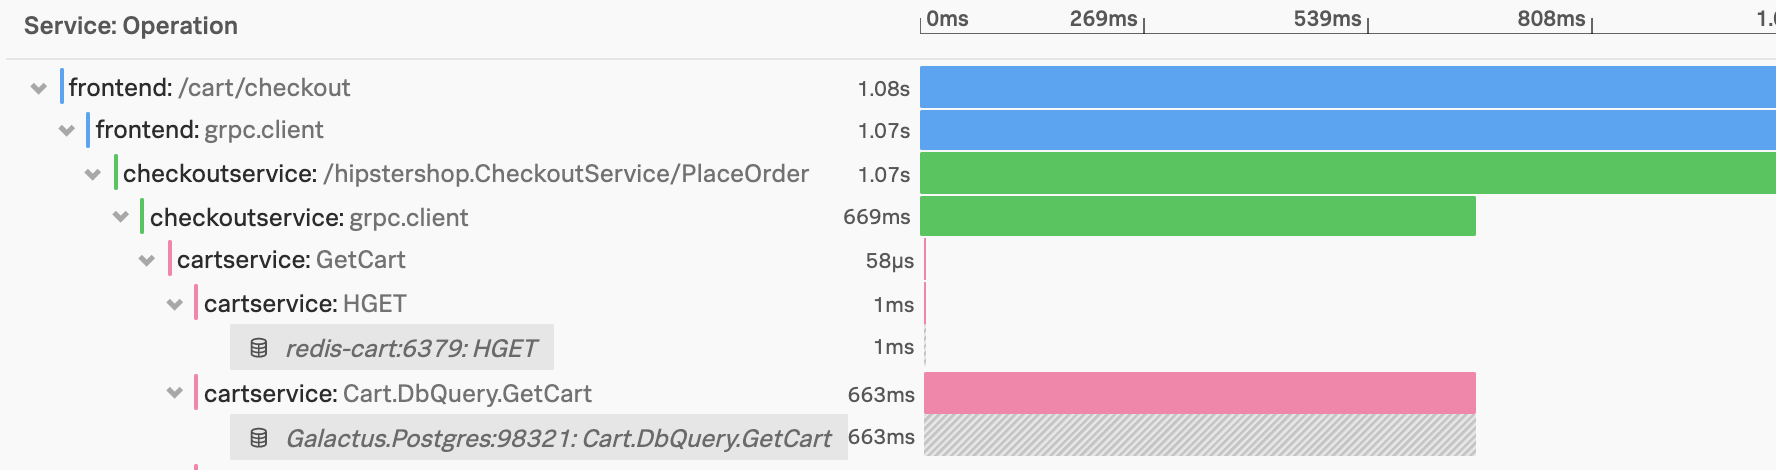 Service: Operation 0ms 269ms 539ms 808ms
frontend: /cart/checkout 1.08s
frontend: grpc.client 1.07s
checkoutservice: /hipstershop.CheckoutService/PlaceOrder 1.07s
checkoutservice: grpc.client 669ms
cartservice: GetCart 58µs
cartservice: HGET 1ms
redis-cart:6379: HGET 1ms
cartservice: Cart.DbQuery.GetCart 663ms
Galactus.Postgres:98321: Cart.DbQuery.GetCart 663ms